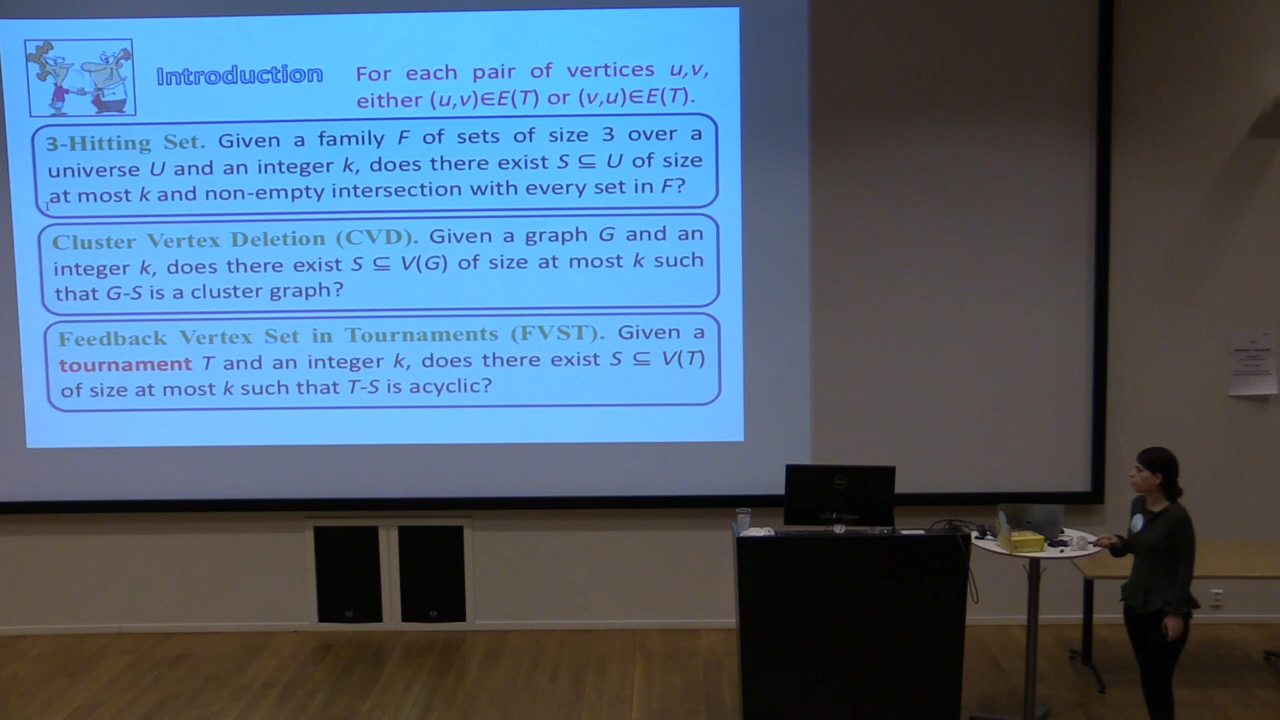 Introduction
For each pair of vertices u,v,
either (u,v)∈E(T) or (v,u)∈E(T).
3-Hitting Set. Given a family F of sets of size 3 over a
universe U and an integer k, does there exist S ⊆ U of size
at most k and non-empty intersection with every set in F?
Cluster Vertex Deletion (CVD). Given a graph G and an
integer k, does there exist S ⊆ V(G) of size at most k such
that G-S is a cluster graph?
Feedback Vertex Set in Tournaments (FVST). Given a
tournament T and an integer k, does there exist S ⊆ V(T)
of size at most k such that T-S is acyclic?